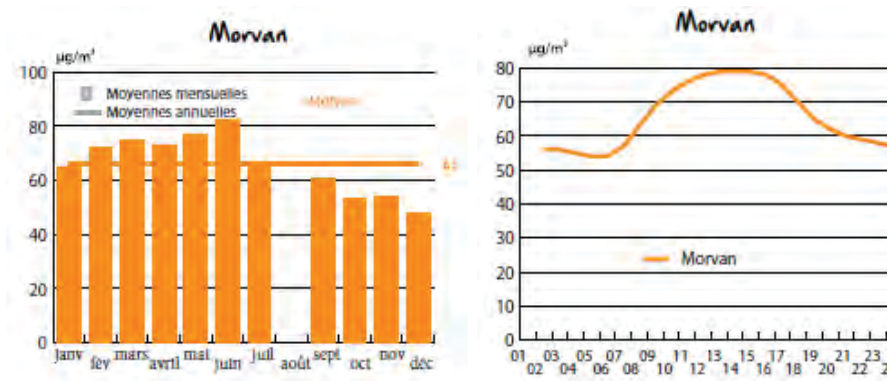 Morvan
µg/m³
100
Moyennes mensuelles
Moyennes annuelles
Morvan
80
60
40
20
0
janv
fév
mars
avril
mai
juin
juil
août
sept
oct
nov
déc
Morvan
µg/m³
80
70
60
50
40
30
20
10
0
Morvan
01 03 05 07 09 11 13 15 17 19 21 23
02 04 06 08 10 12 14 16 18 20 22